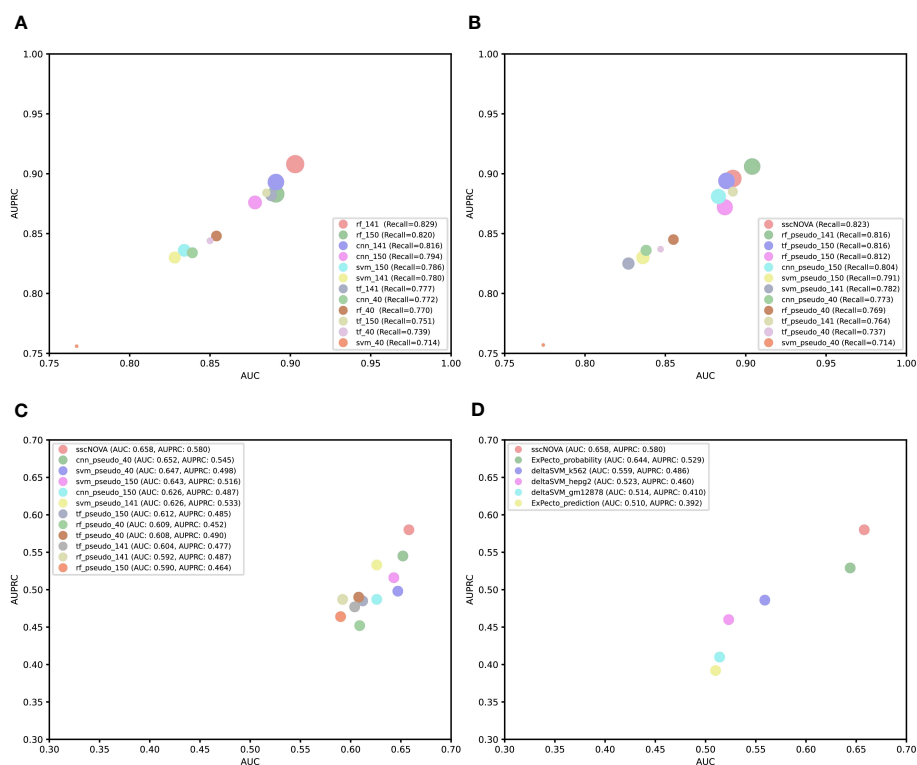 A
B
1.00
0.95
0.90
0.85
0.80
0.75
AUPRC
0.75
0.80
0.85
0.90
0.95
1.00
AUC
rf_141 (Recall=0.829)
rf_150 (Recall=0.820)
cnn_141 (Recall=0.816)
cnn_150 (Recall=0.794)
svm_150 (Recall=0.786)
svm_141 (Recall=0.780)
tf_141 (Recall=0.777)
cnn_40 (Recall=0.772)
rf_40 (Recall=0.770)
tf_150 (Recall=0.751)
tf_40 (Recall=0.739)
svm_40 (Recall=0.714)
1.00
0.95
0.90
0.85
0.80
0.75
AUPRC
0.75
0.80
0.85
0.90
0.95
1.00
AUC
sscNOVA (Recall=0.823)
rf_pseudo_141 (Recall=0.816)
tf_pseudo_150 (Recall=0.816)
rf_pseudo_150 (Recall=0.812)
cnn_pseudo_150 (Recall=0.804)
svm_pseudo_150 (Recall=0.791)
svm_pseudo_141 (Recall=0.782)
cnn_pseudo_40 (Recall=0.773)
rf_pseudo_40 (Recall=0.769)
tf_pseudo_141 (Recall=0.764)
tf_pseudo_40 (Recall=0.737)
svm_pseudo_40 (Recall=0.714)
C
D
0.70
0.65
0.60
0.55
0.50
0.45
0.40
0.35
0.30
AUPRC
0.30
0.35
0.40
0.45
0.50
0.55
0.60
0.65
0.70
AUC
sscNOVA (AUC: 0.658, AUPRC: 0.580)
cnn_pseudo_40 (AUC: 0.652, AUPRC: 0.545)
svm_pseudo_40 (AUC: 0.647, AUPRC: 0.498)
svm_pseudo_150 (AUC: 0.643, AUPRC: 0.516)
cnn_pseudo_150 (AUC: 0.626, AUPRC: 0.487)
svm_pseudo_141 (AUC: 0.626, AUPRC: 0.533)
tf_pseudo_150 (AUC: 0.612, AUPRC: 0.485)
rf_pseudo_40 (AUC: 0.609, AUPRC: 0.452)
tf_pseudo_40 (AUC: 0.608, AUPRC: 0.490)
tf_pseudo_141 (AUC: 0.604, AUPRC: 0.477)
rf_pseudo_141 (AUC: 0.592, AUPRC: 0.487)
rf_pseudo_150 (AUC: 0.590, AUPRC: 0.464)
0.70
0.65
0.60
0.55
0.50
0.45
0.40
0.35
0.30
AUPRC
0.30
0.35
0.40
0.45
0.50
0.55
0.60
0.65
0.70
AUC
sscNOVA (AUC: 0.658, AUPRC: 0.580)
ExPecto_probability (AUC: 0.644, AUPRC: 0.529)
deltaSVM_k562 (AUC: 0.559, AUPRC: 0.486)
deltaSVM_hepg2 (AUC: 0.523, AUPRC: 0.460)
deltaSVM_gm12878 (AUC: 0.514, AUPRC: 0.410)
ExPecto_prediction (AUC: 0.510, AUPRC: 0.392)